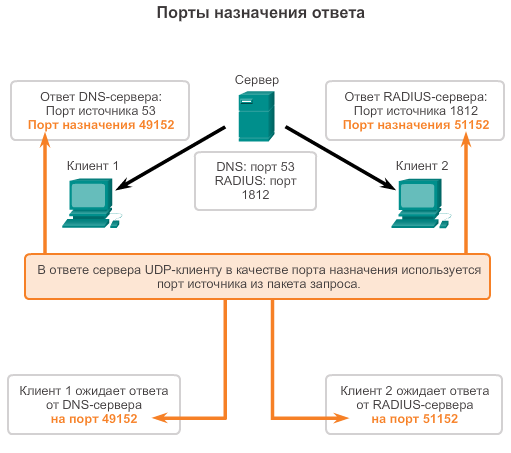 Порты назначения ответа
Сервер
Ответ DNS-сервера:
Порт источника 53
Порт назначения 49152
Ответ RADIUS-сервера:
Порт источника 1812
Порт назначения 51152
Клиент 1
DNS: порт 53
RADIUS: порт
1812
Клиент 2
В ответе сервера UDP-клиенту в качестве порта назначения используется
порт источника из пакета запроса.
Клиент 1 ожидает ответа
от DNS-сервера
на порт 49152
Клиент 2 ожидает ответа
от RADIUS-сервера
на порт 51152